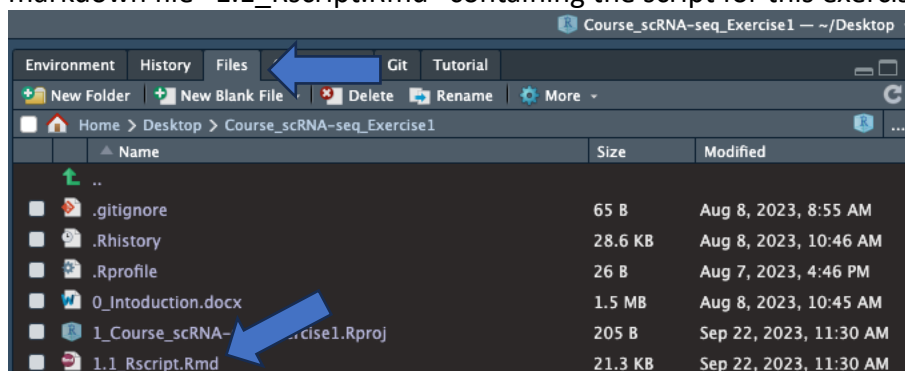 markdown file "1.1_Rscript.Rmd" containing the script for this exercis
Course_scRNA-seq_Exercise1 — ~/Desktop
Environment History Files Git Tutorial
New Folder New Blank File Delete Rename More
Home > Desktop > Course_scRNA-seq_Exercise1 ...
Name Size Modified
..
.gitignore 65 B Aug 8, 2023, 8:55 AM
.Rhistory 28.6 KB Aug 8, 2023, 10:46 AM
.Rprofile 26 B Aug 7, 2023, 4:46 PM
0_Intoduction.docx 1.5 MB Aug 8, 2023, 10:45 AM
1_Course_scRNA- ercise1.Rproj 205 B Sep 22, 2023, 11:30 AM
1.1_Rscript.Rmd 21.3 KB Sep 22, 2023, 11:30 AM